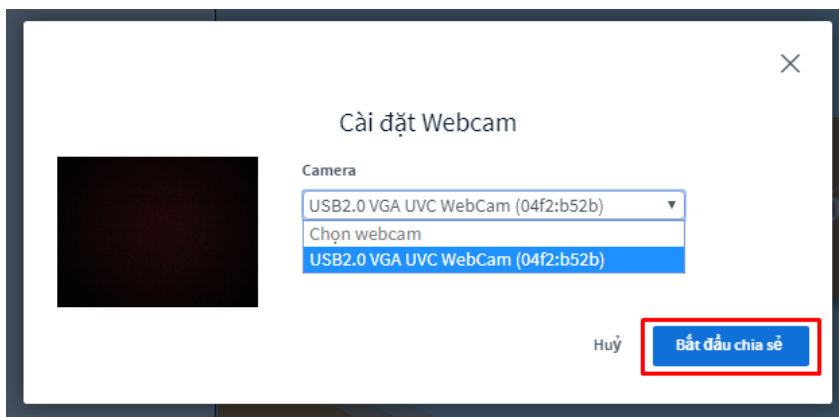 Cài đặt Webcam
Camera
USB2.0 VGA UVC WebCam (04f2:b52b)
Chọn webcam
USB2.0 VGA UVC WebCam (04f2:b52b)
Huỷ
Bắt đầu chia sẻ